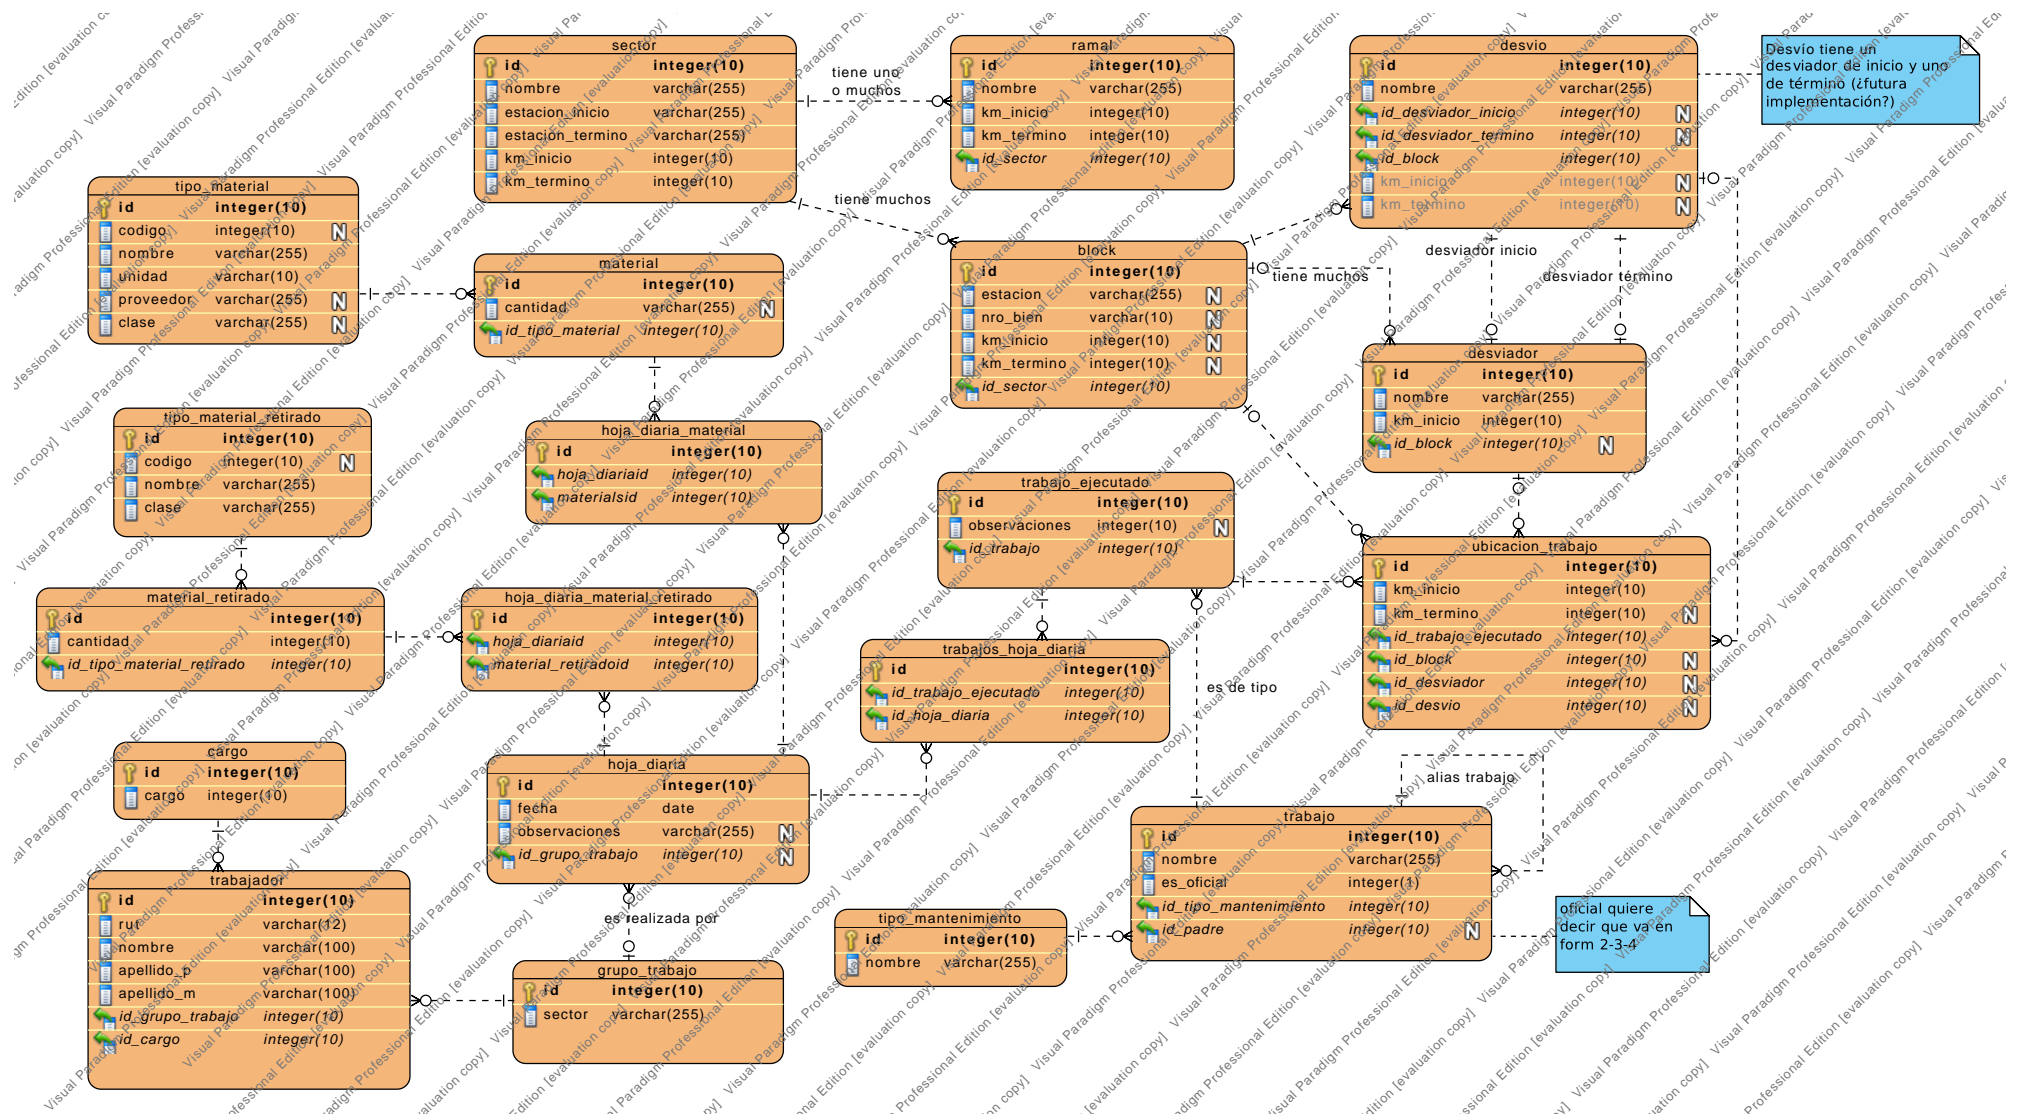 sector
id integer(10)
nombre varchar(255)
estacion_inicio varchar(255)
estacion_termino varchar(255)
km_inicio integer(10)
km_termino integer(10)
tiene uno
o muchos
ramal
id integer(10)
nombre varchar(255)
km_inicio integer(10)
km_termino integer(10)
id_sector integer(10)
desvio
id integer(10)
nombre varchar(255)
id_desviador_inicio integer(10) N
id_desviador_termino integer(10) N
id_block integer(10)
km_inicio integer(10) N
km_termino integer(10) N
Desvío tiene un
desviador de inicio y uno
de término (¿futura
implementación?)
tipo_material
id integer(10)
codigo integer(10) N
nombre varchar(255)
unidad varchar(10)
proveedor varchar(255) N
clase varchar(255) N
tiene muchos
material
id integer(10)
cantidad varchar(255) N
id_tipo_material integer(10)
block
id integer(10)
estacion varchar(255) N
nro_bien varchar(10) N
km_inicio integer(10) N
km_termino integer(10) N
id_sector integer(10)
tiene muchos
desviador inicio
desviador término
desviador
id integer(10)
nombre varchar(255)
km_inicio integer(10)
id_block integer(10) N
tipo_material_retirado
id integer(10)
codigo integer(10) N
nombre varchar(255)
clase varchar(255)
hoja_diaria_material
id integer(10)
hoja_diariaid integer(10)
materialsid integer(10)
trabajo_ejecutado
id integer(10)
observaciones integer(10) N
id_trabajo integer(10)
ubicacion_trabajo
id integer(10)
km_inicio integer(10)
km_termino integer(10) N
id_trabajo_ejecutado integer(10)
id_block integer(10) N
id_desviador integer(10) N
id_desvio integer(10) N
material_retirado
id integer(10)
cantidad integer(10)
id_tipo_material_retirado integer(10)
hoja_diaria_material_retirado
id integer(10)
hoja_diariaid integer(10)
material_retiradoid integer(10)
trabajos_hoja_diaria
id integer(10)
id_trabajo_ejecutado integer(10)
id_hoja_diaria integer(10)
es de tipo
cargo
id integer(10)
cargo integer(10)
hoja_diaria
id integer(10)
fecha date
observaciones varchar(255) N
id_grupo_trabajo integer(10) N
alias trabajo
trabajo
id integer(10)
nombre varchar(255)
es_oficial integer(1)
id_tipo_mantenimiento integer(10)
id_padre integer(10) N
oficial quiere
decir que va en
form 2-3-4
trabajador
id integer(10)
rut varchar(12)
nombre varchar(100)
apellido_p varchar(100)
apellido_m varchar(100)
id_grupo_trabajo integer(10)
id_cargo integer(10)
es realizada por
grupo_trabajo
id integer(10)
sector varchar(255)
tipo_mantenimiento
id integer(10)
nombre varchar(255)
Visual Paradigm Professional Edition [evaluation copy]